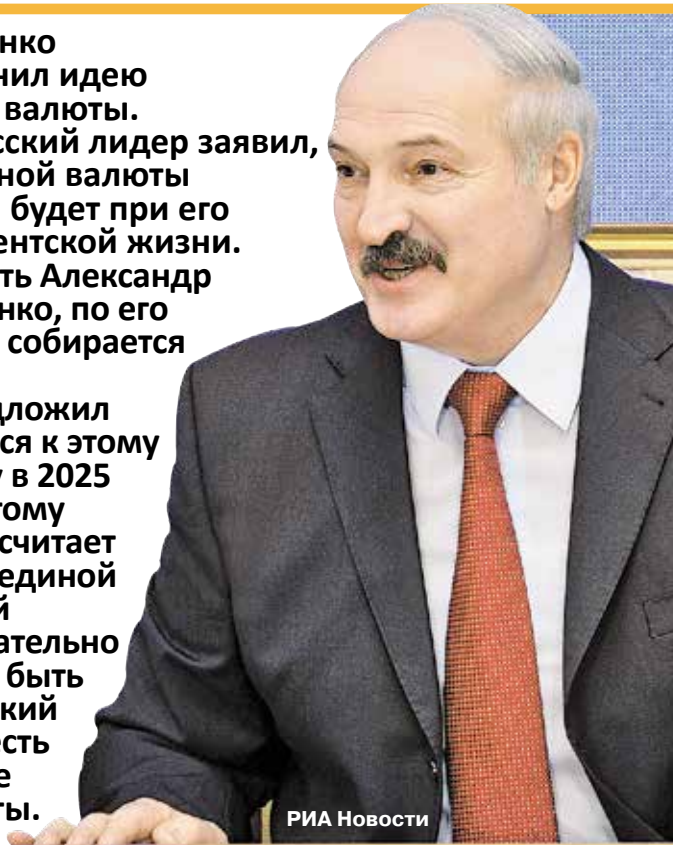 нко
нил идею
валюты.
сский лидер заявил,
ной валюты
будет при его
ентской жизни.
ть Александр
нко, по его
собирается
дложил
ся к этому
у в 2025
тому
считает
единой
й
ательно
быть
кий
есть
е
ты.
РИА Новости